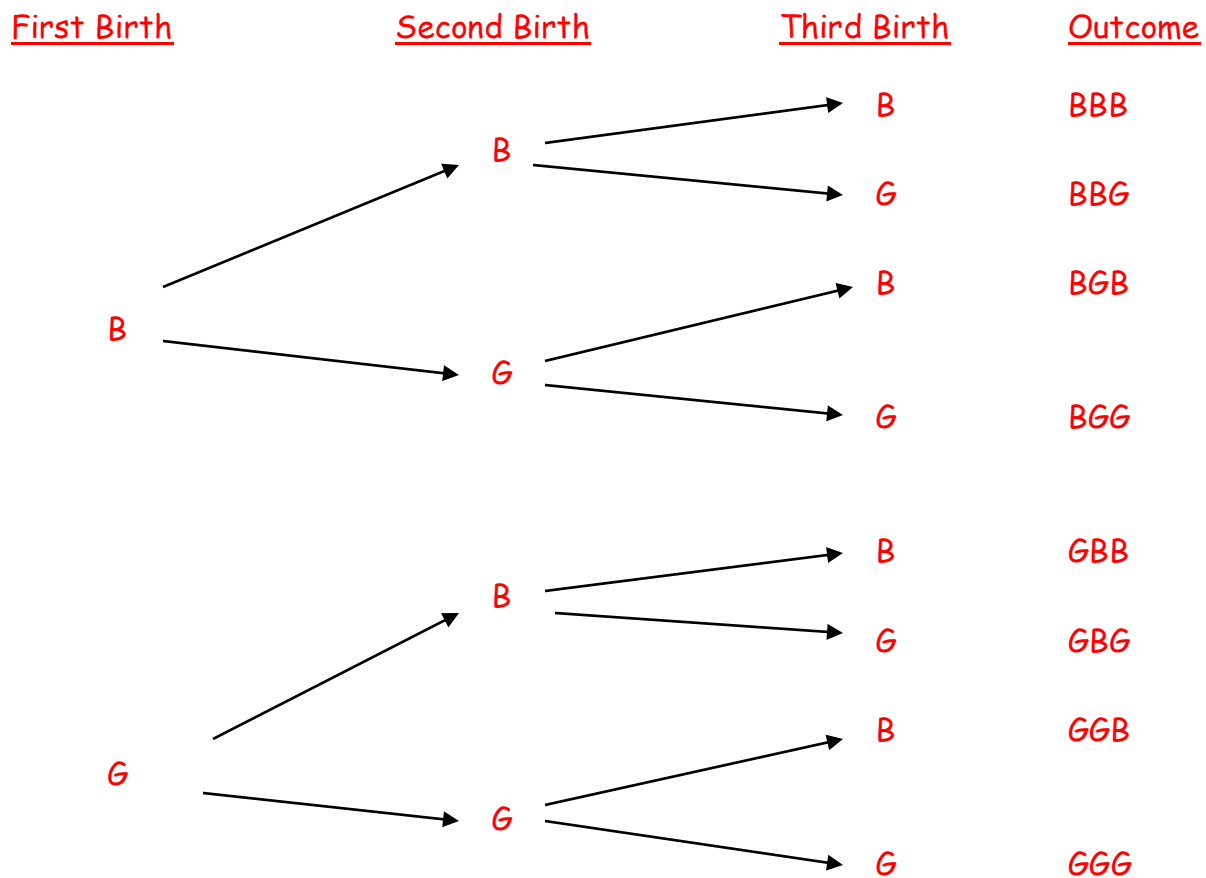 First Birth Second Birth Third Birth Outcome
B BBB
B
G BBG
B BGB
B
G
G BGG
B GBB
B
G GBG
B GGB
G
G
G GGG